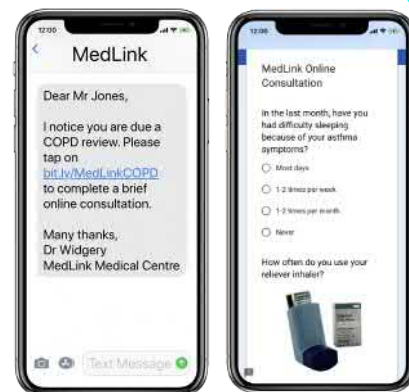 12:00
MedLink
Dear Mr Jones,
I notice you are due a
COPD review. Please
tap on
bit.ly/MedLinkCOPD
to complete a brief
online consultation.
Many thanks,
Dr Widgery
MedLink Medical Centre
Text Message
12:00
MedLink Online
Consultation
In the last month, have you
had difficulty sleeping
because of your asthma
symptoms?
Most days
1-2 times per week
1-2 times per month
Never
How often do you use your
reliever inhaler?